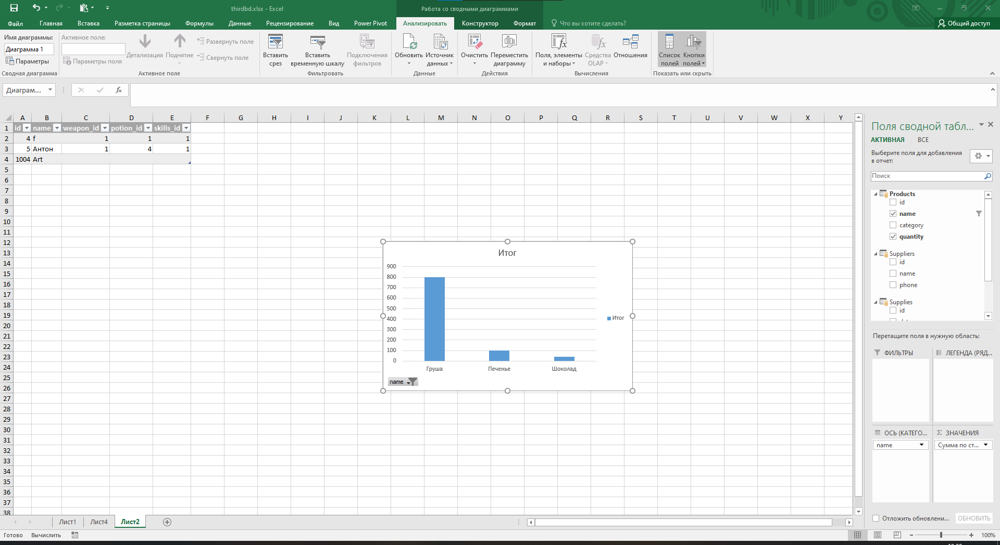 thirdbd.xlsx - Excel
Работа со сводными диаграммами
Файл Главная Вставка Разметка страницы Формулы Данные Рецензирование Вид Power Pivot Анализировать Конструктор Формат Что вы хотите сделать? Общий доступ
Имя диаграммы:
Диаграмма 1
Параметры
Сводная диаграмма
Активное поле:
Параметры поля
Детализация Поднятие
Развернуть поле
Свернуть поле
Активное поле
Вставить срез
Вставить временную шкалу
Подключения фильтров
Фильтровать
Обновить
Источник данных
Данные
Очистить
Переместить диаграмму
Действия
Поля, элементы и наборы
Средства OLAP
Отношения
Вычисления
Список полей
Кнопки полей
Показать или скрыть
Диаграм...
fx
A B C D E F G H I J K L M N O P Q R S T U V W X Y
1 id name weapon_id potion_id skills_id
2 4 f 1 1 1
3 5 Антон 1 4 1
4 1004 Art
5
6
7
8
9
10
11
12
13
14
15
16
17
18
19
20
21
22
23
24
25
26
27
28
29
30
31
32
33
34
35
36
37
38
Итог
900
800
700
600
500
400
300
200
100
0
Груша Печенье Шоколад
Итог
name
Поля сводной табл...
АКТИВНАЯ ВСЕ
Выберите поля для добавления
в отчет:
Поиск
Products
id
name
category
quantity
Suppliers
id
name
phone
Supplies
id
Перетащите поля в нужную область:
ФИЛЬТРЫ
ЛЕГЕНДА (РЯД...
ОСЬ (КАТЕГО...
Σ ЗНАЧЕНИЯ
name
Сумма по ст...
Отложить обновлени... ОБНОВИТЬ
Лист1 Лист4 Лист2
Готово Вычислить
100%